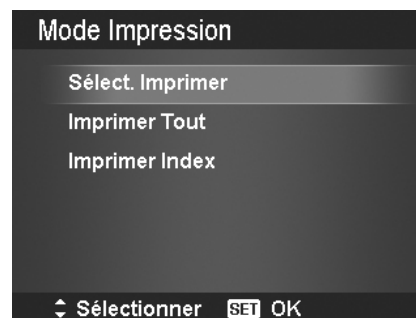 Mode Impression
Sélect. Imprimer
Imprimer Tout
Imprimer Index
Sélectionner SET OK